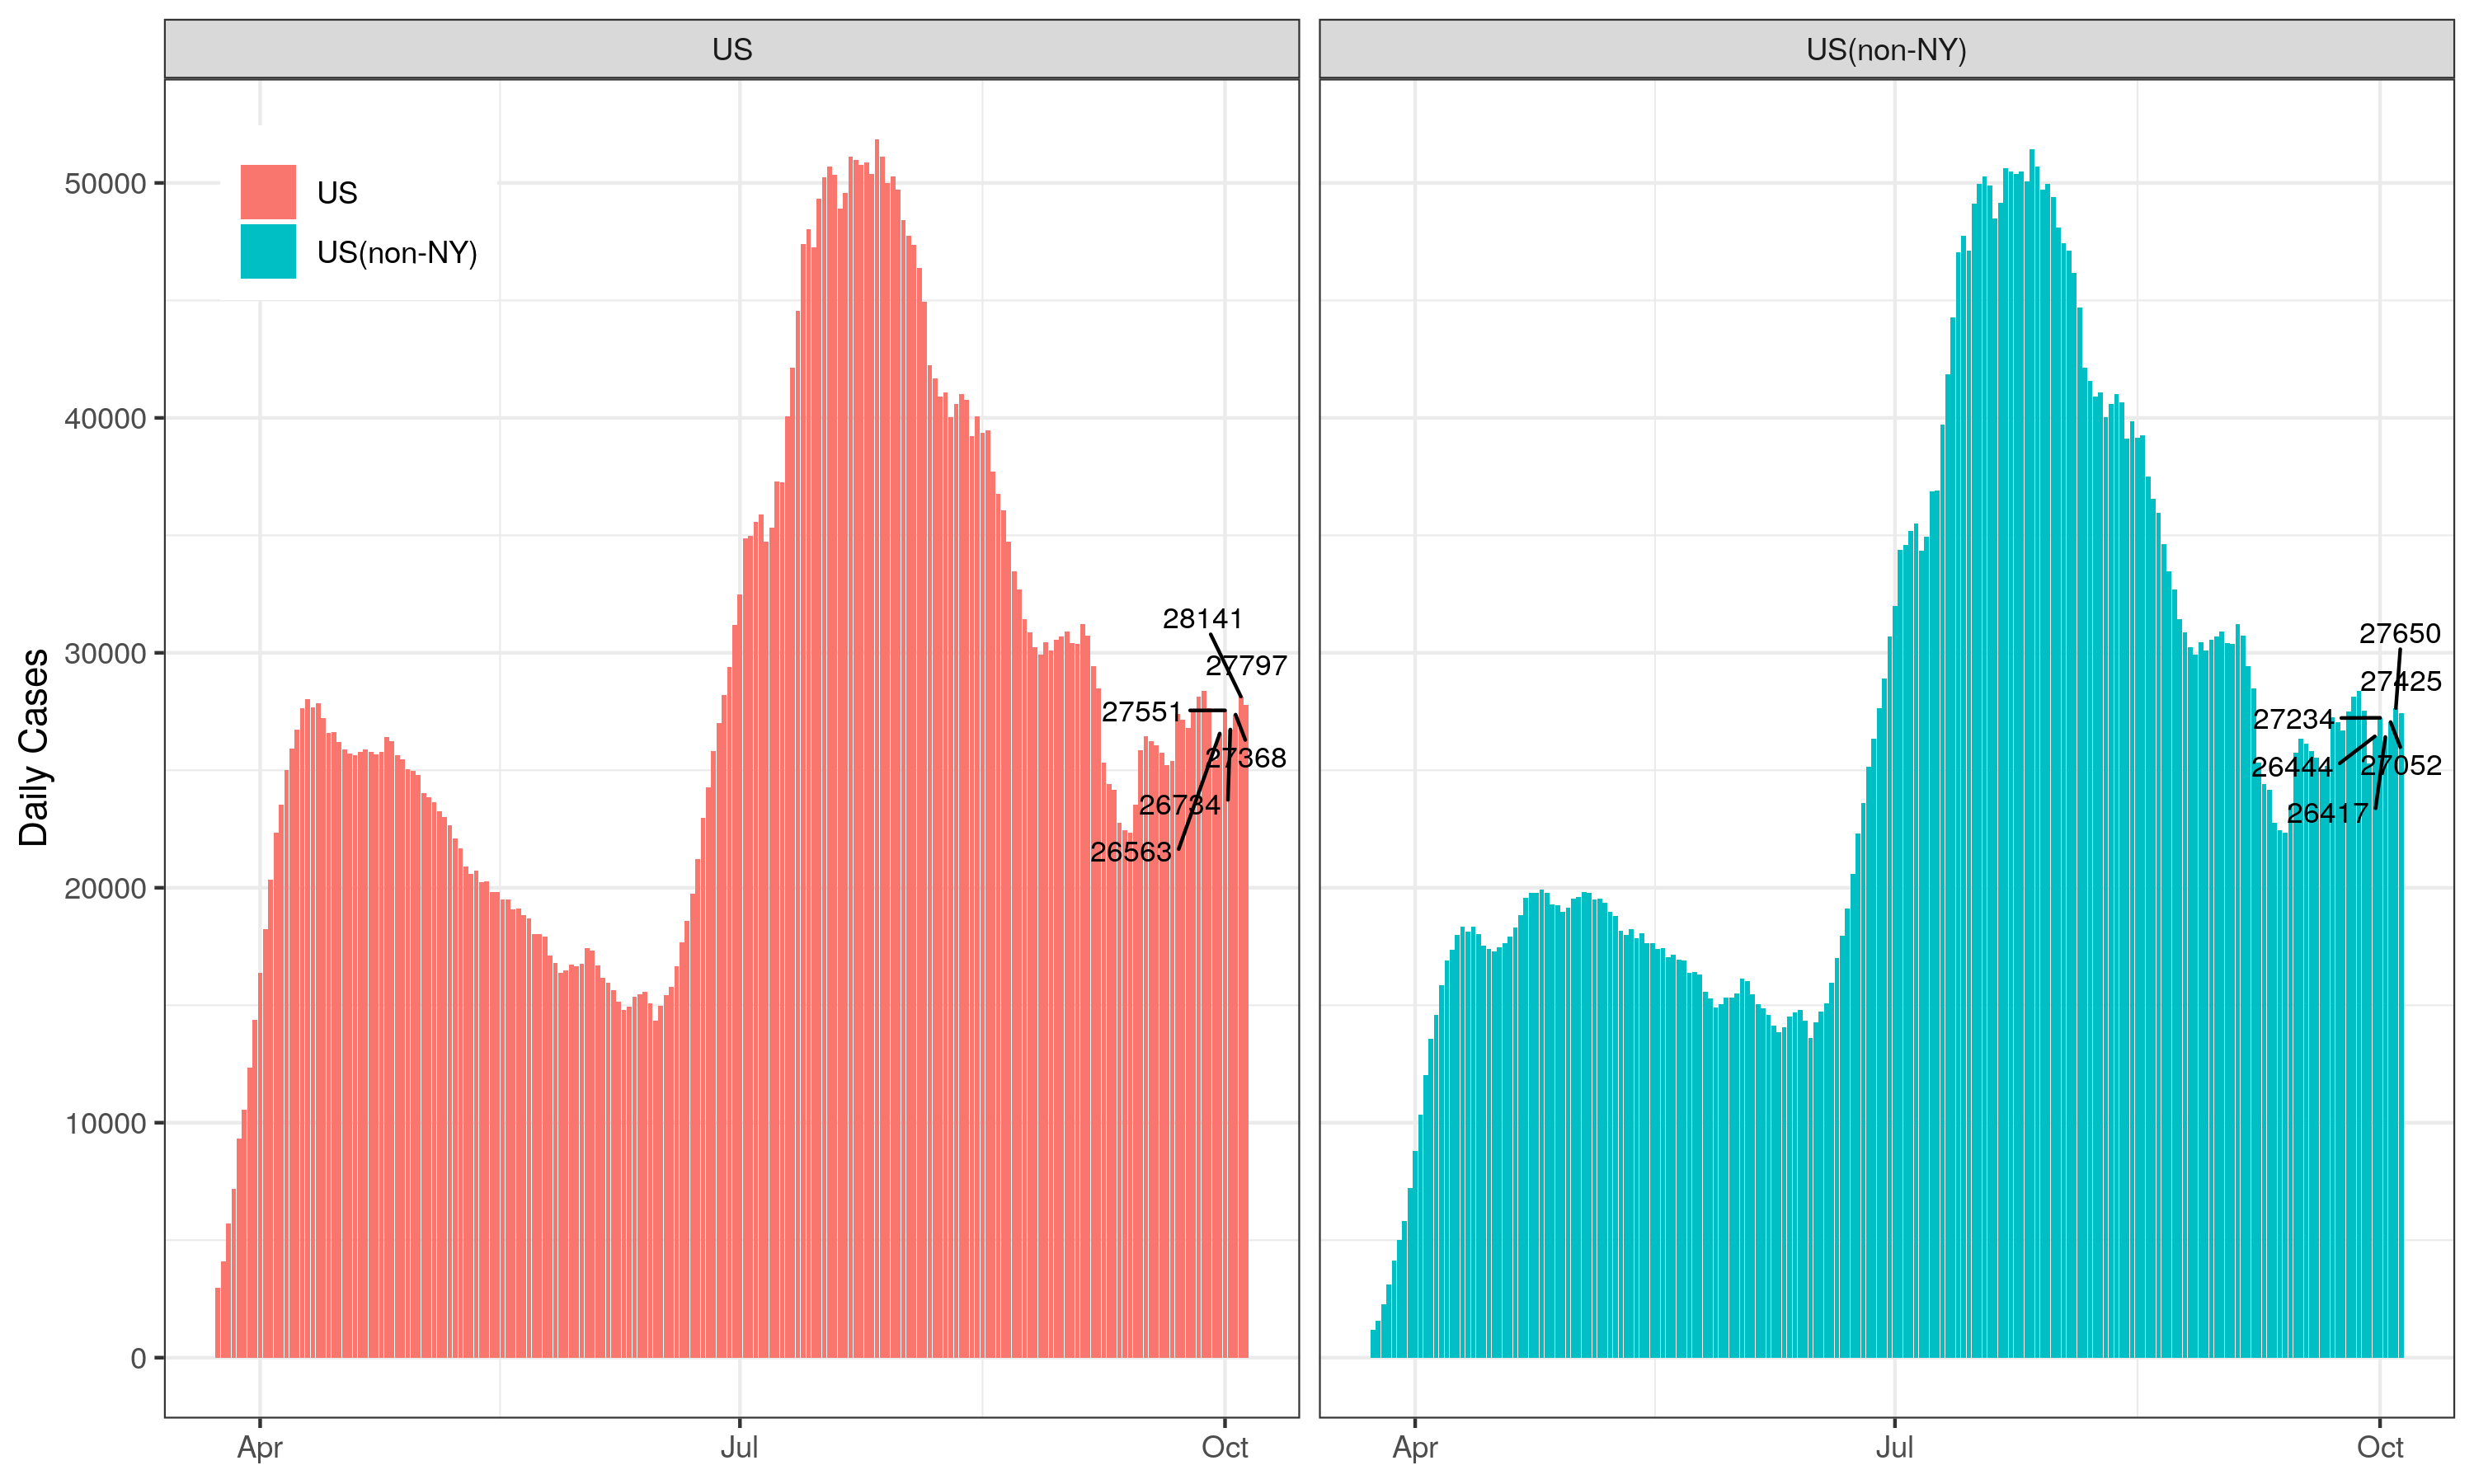 US
US(non-NY)
Daily Cases
50000
40000
30000
20000
10000
0
US
US(non-NY)
28141
27797
27551
27368
26734
26563
27650
27425
27234
27052
26444
26417
Apr
Jul
Oct
Apr
Jul
Oct